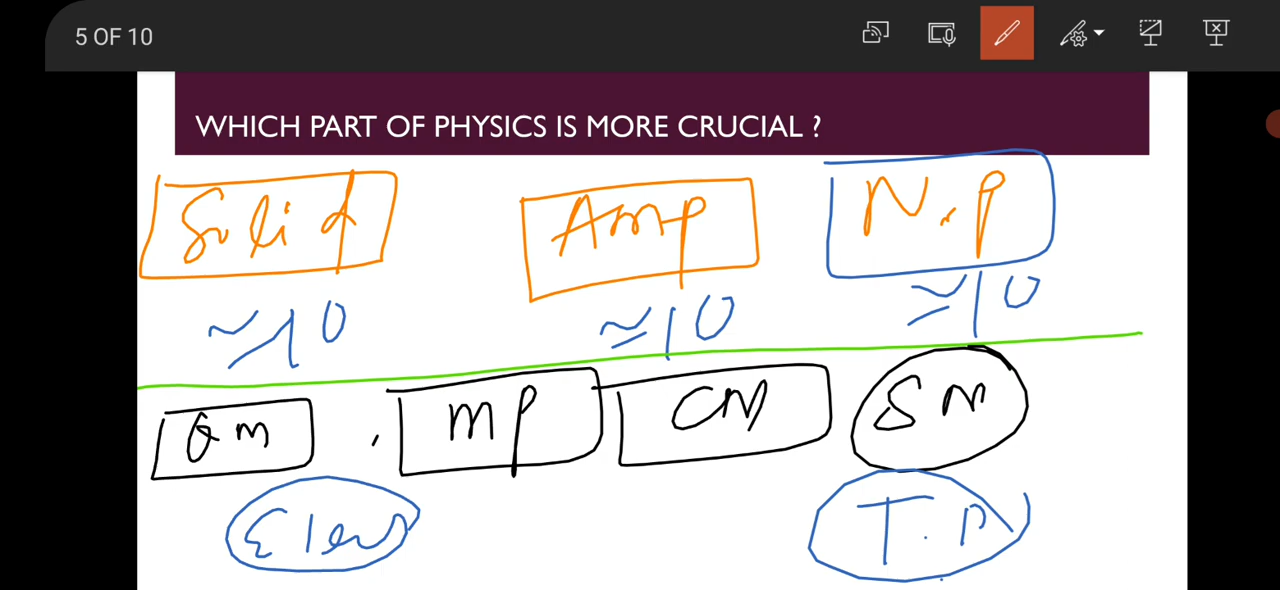 5 OF 10
WHICH PART OF PHYSICS IS MORE CRUCIAL ?
Solid Amp N.P
≈10 ≈10 ≈10
QM , MP CM SM
T.P